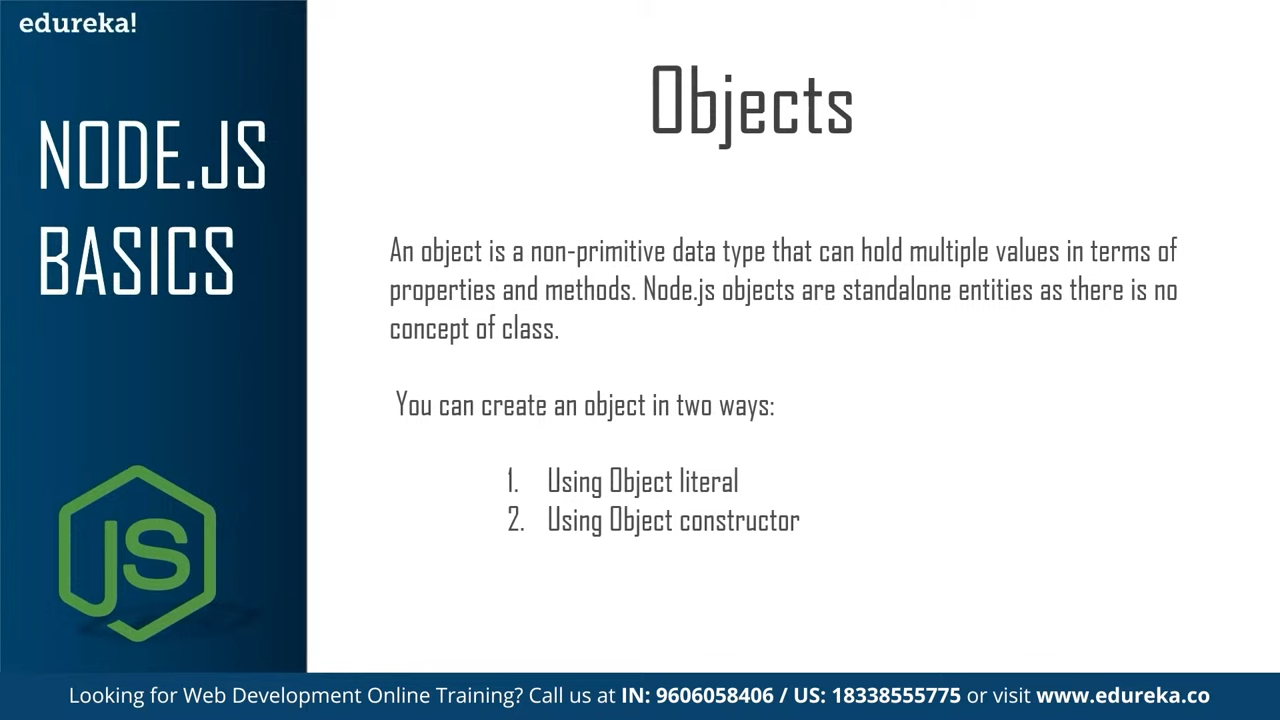 edureka!
NODE.JS
BASICS
Objects
An object is a non-primitive data type that can hold multiple values in terms of
properties and methods. Node.js objects are standalone entities as there is no
concept of class.
You can create an object in two ways:
1. Using Object literal
2. Using Object constructor
JS
Looking for Web Development Online Training? Call us at IN: 9606058406 / US: 18338555775 or visit www.edureka.co